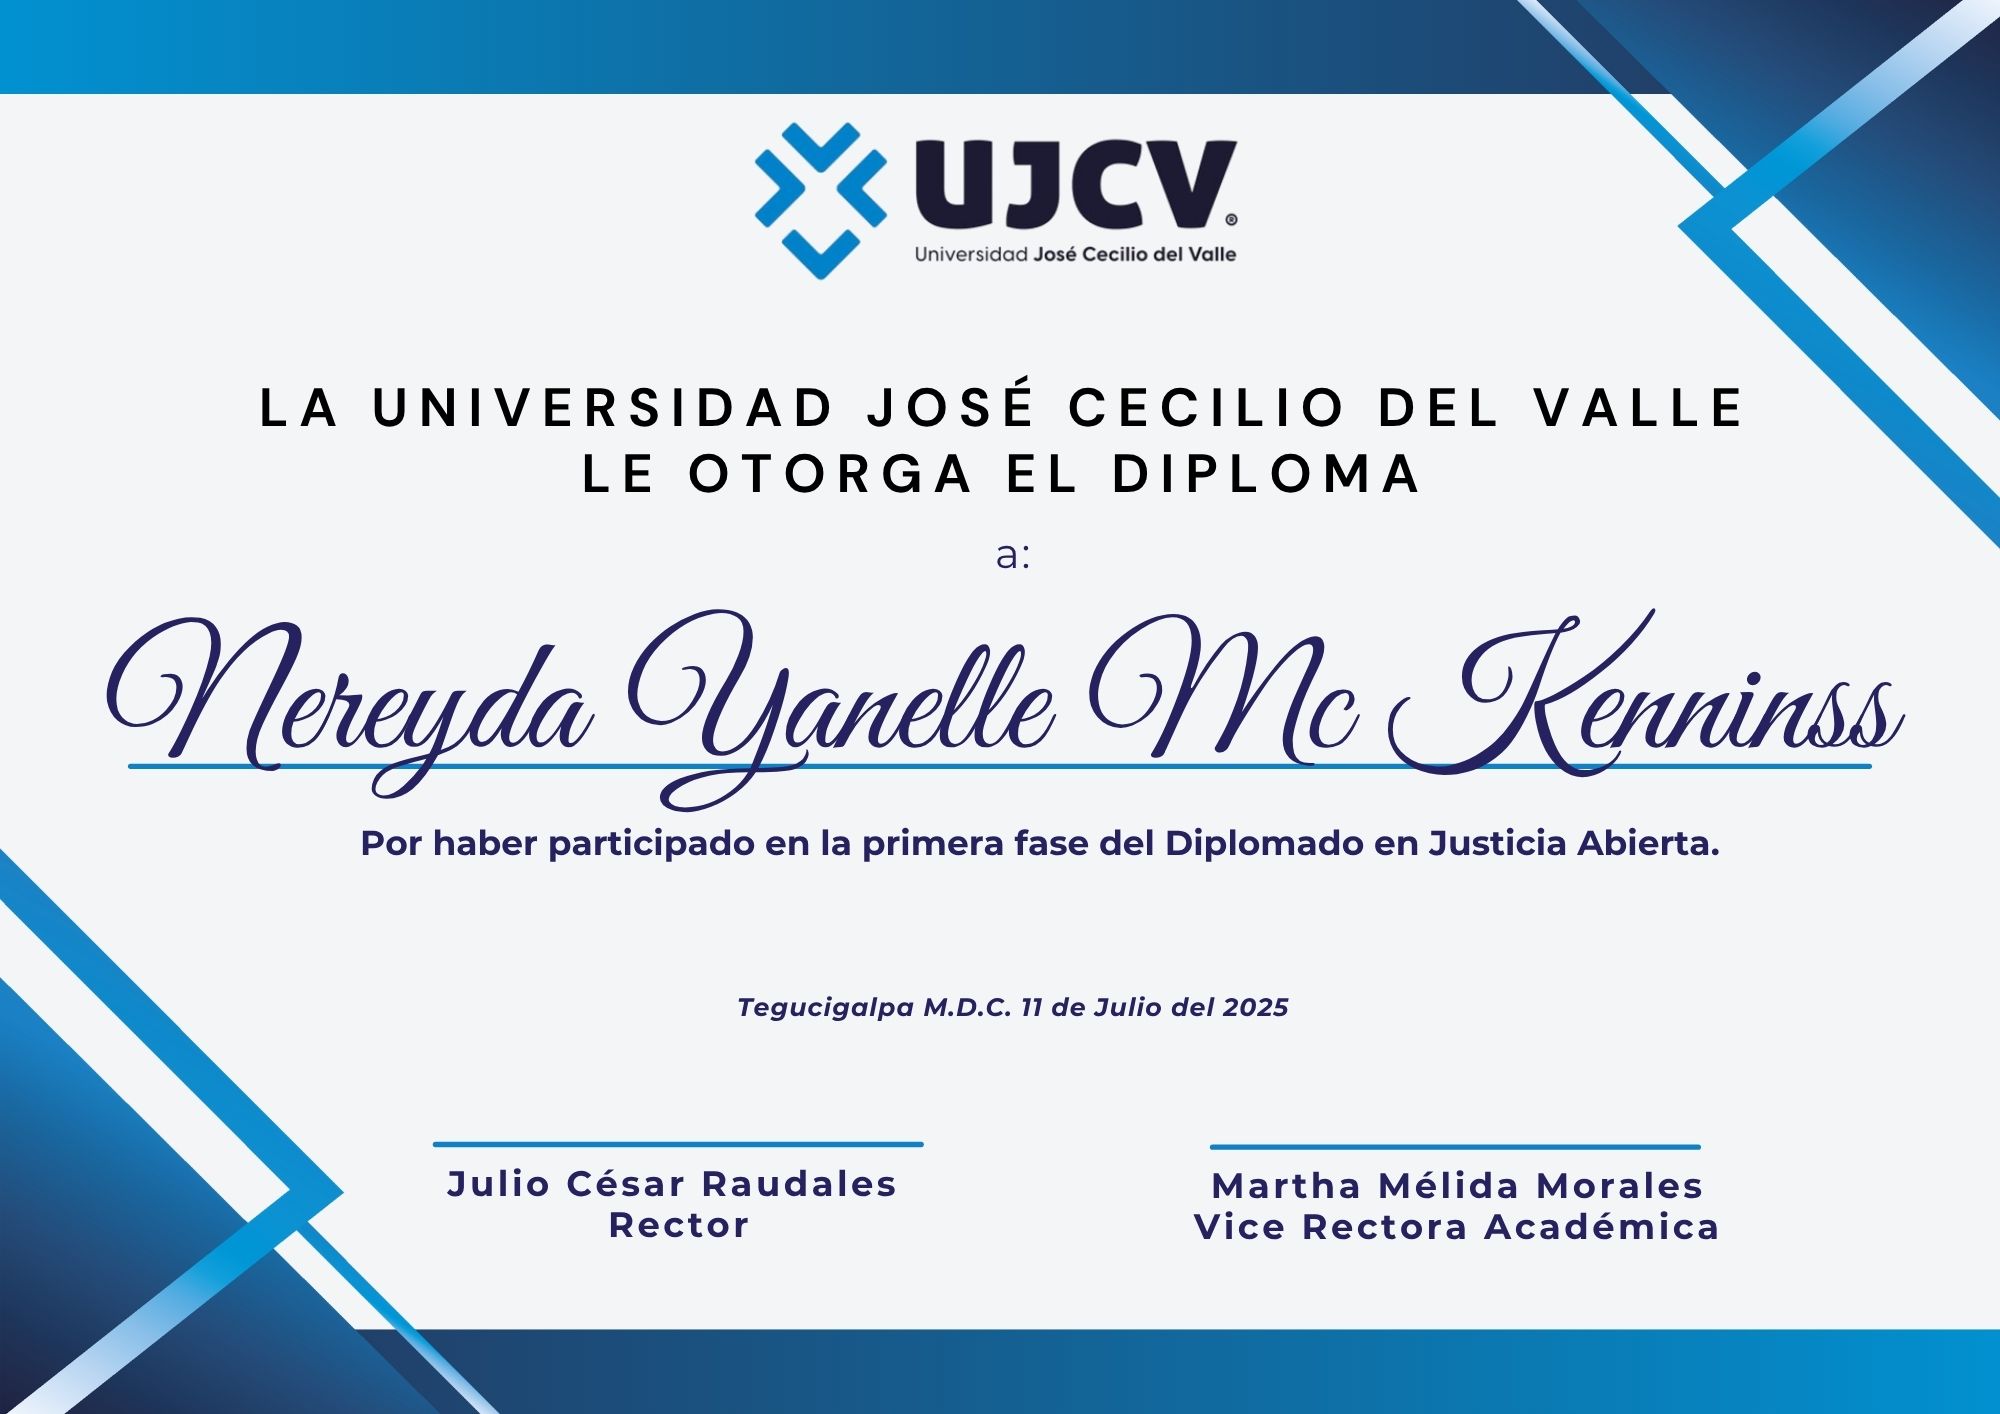 UJCV®
Universidad José Cecilio del Valle
LA UNIVERSIDAD JOSÉ CECILIO DEL VALLE
LE OTORGA EL DIPLOMA
a:
Nereyda Yanelle Mc Kenninss
Por haber participado en la primera fase del Diplomado en Justicia Abierta.
Tegucigalpa M.D.C. 11 de Julio del 2025
Julio César Raudales
Rector
Martha Mélida Morales
Vice Rectora Académica